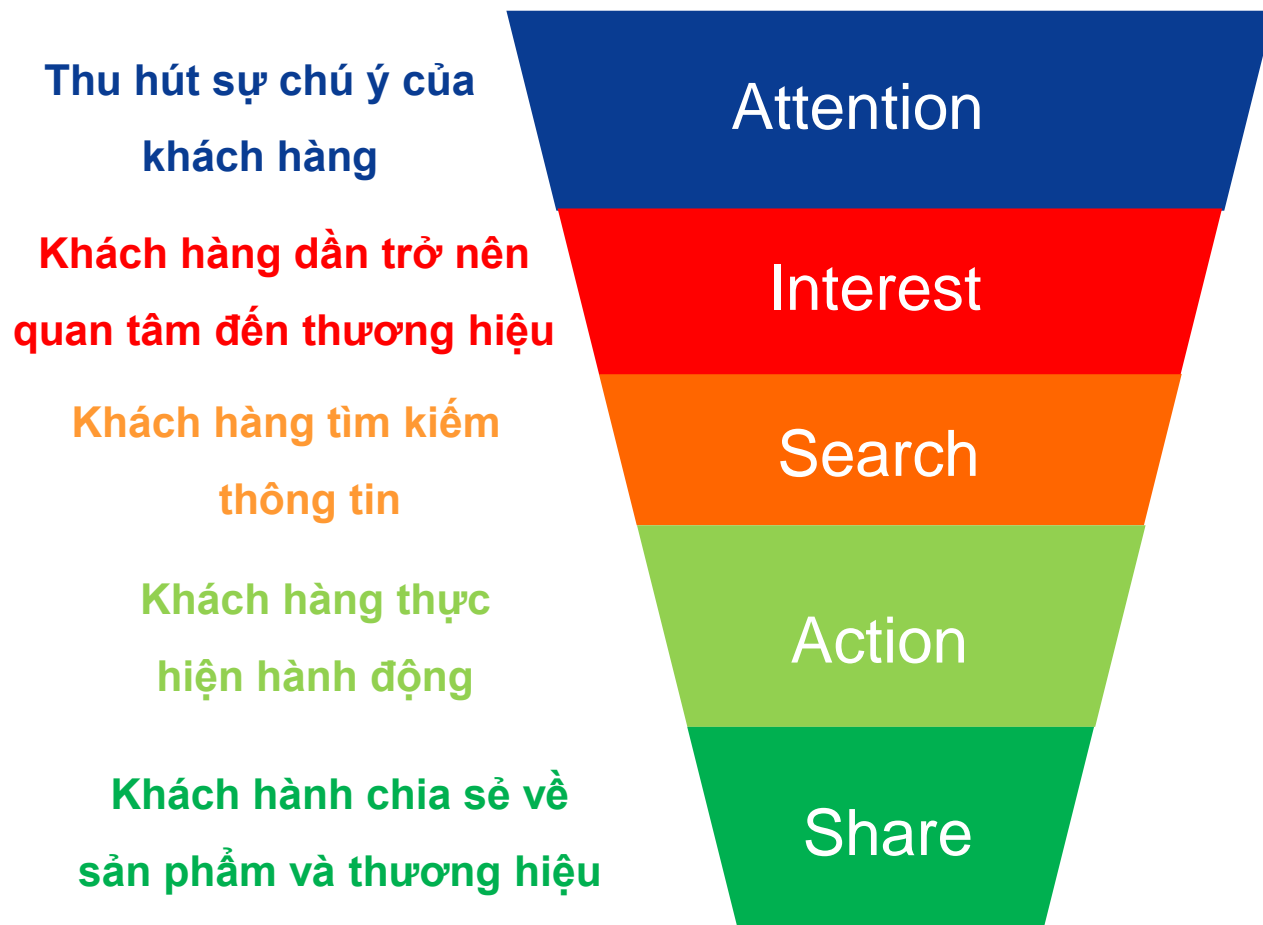 Thu hút sự chú ý của
khách hàng
Attention
Khách hàng dần trở nên
quan tâm đến thương hiệu
Interest
Khách hàng tìm kiếm
thông tin
Search
Khách hàng thực
hiện hành động
Action
Khách hành chia sẻ về
sản phẩm và thương hiệu
Share